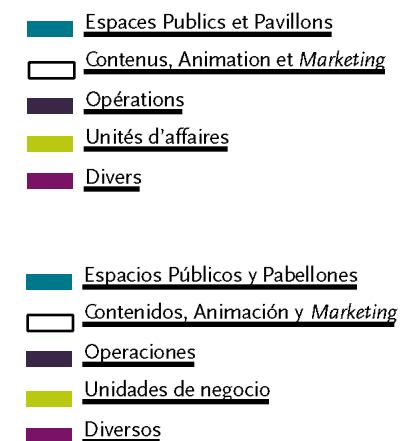 Espaces Publics et Pavillons
Contenus, Animation et Marketing
Opérations
Unités d'affaires
Divers
Espacios Públicos y Pabellones
Contenidos, Animación y Marketing
Operaciones
Unidades de negocio
Diversos